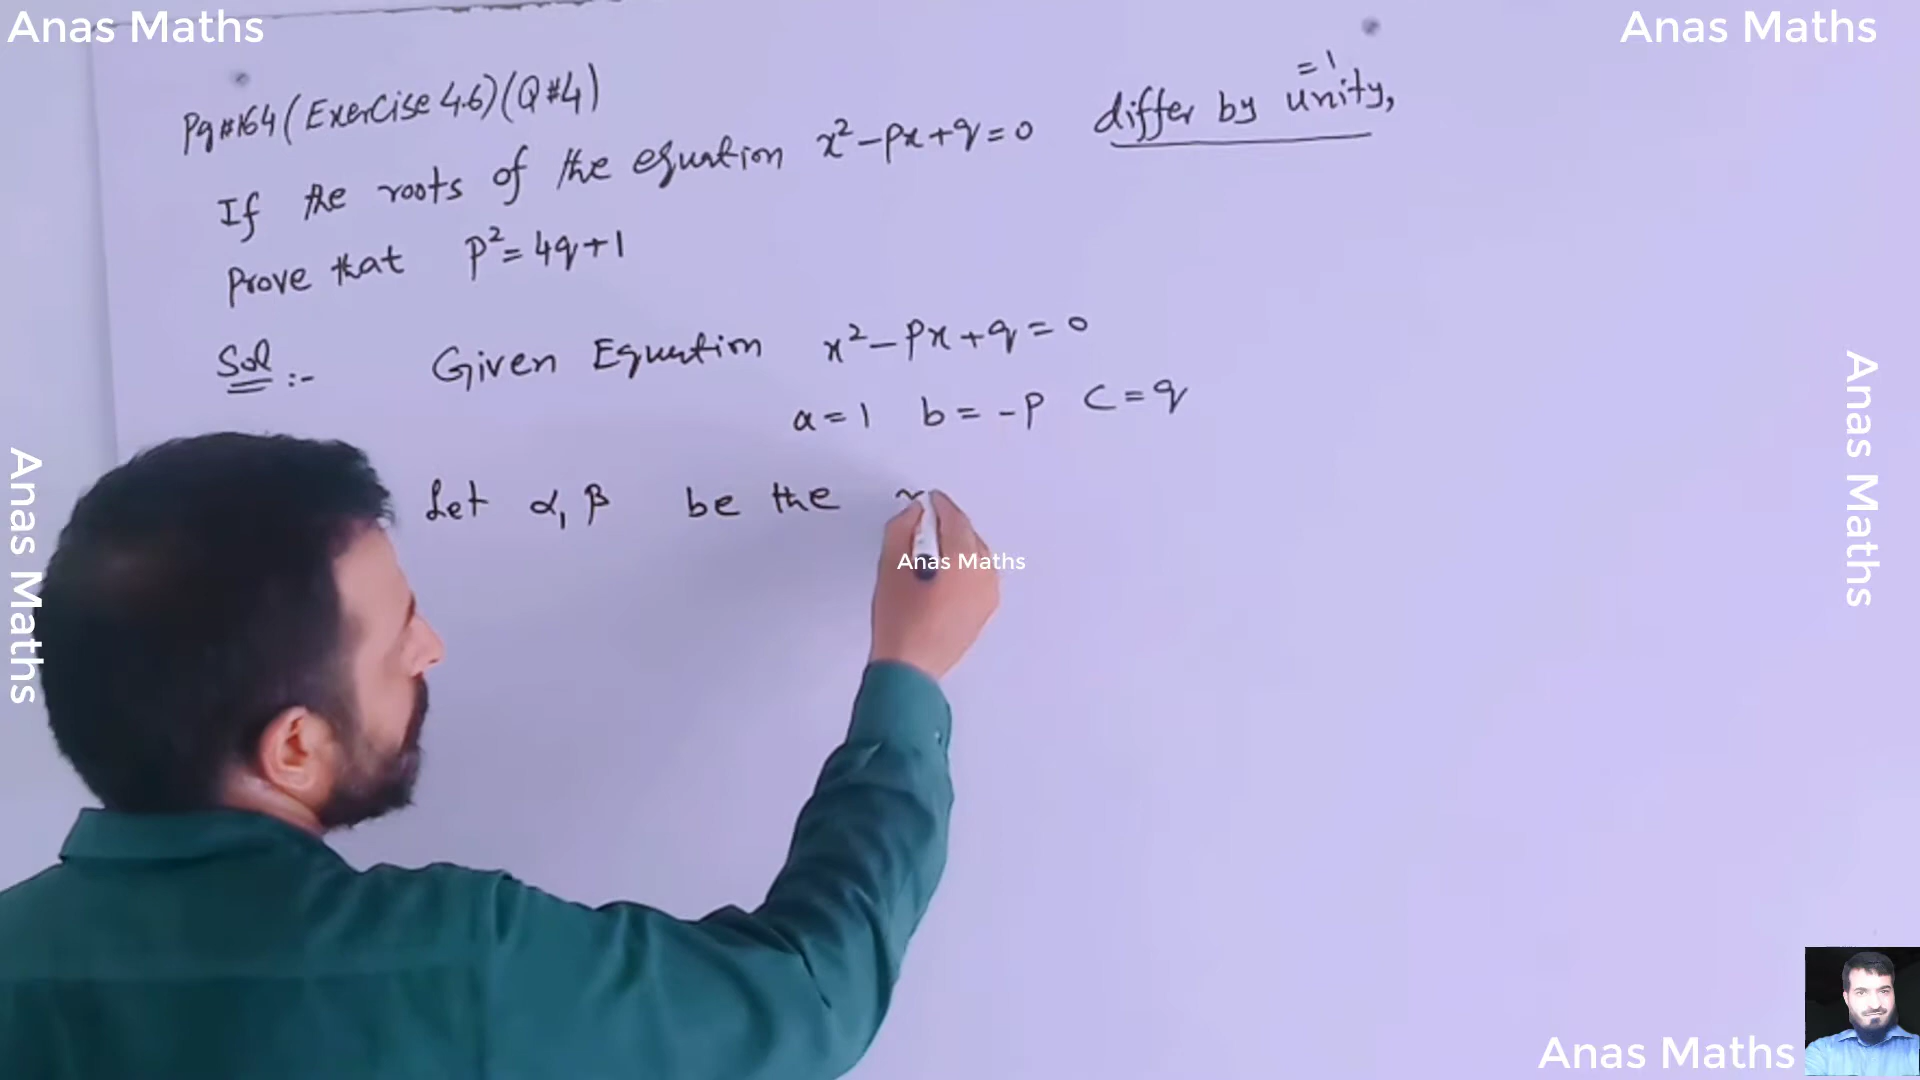 Anas Maths
Anas Maths
Pg#164 (Exercise 4.6) (Q#4)
= 1
If the roots of the equation x²-px+q=0 differ by unity,
Prove that P²=4q+1
Sol :- Given Equation x²-Px+q=0
a=1 b=-P C=q
Let α, β be the
Anas Maths
Anas Maths
Anas Maths
Anas Maths